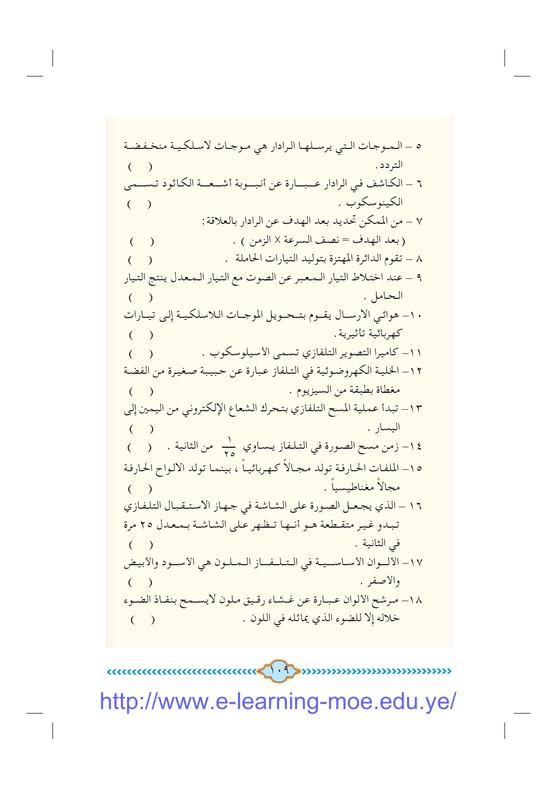 ٥ – الموجات التي يرسلها الرادار هي موجات لاسلكية منخفضة
التردد. ( )
٦ – الكاشف في الرادار عبارة عن أنبوبة أشعة الكاثود تسمى
الكينوسكوب . ( )
٧ – من الممكن تحديد بعد الهدف عن الرادار بالعلاقة :
( بعد الهدف = نصف السرعة × الزمن ) . ( )
٨ – تقوم الدائرة المهتزة بتوليد التيارات الحاملة . ( )
٩ – عند اختلاط التيار المعبر عن الصوت مع التيار المعدل ينتج التيار
الحامل . ( )
١٠– هوائي الارسال يقوم بتحويل الموجات اللاسلكية إلى تيارات
كهربائية تأثيرية . ( )
١١– كاميرا التصوير التلفازي تسمى الأسيلوسكوب . ( )
١٢– الخلية الكهروضوئية في التلفاز عبارة عن حبيبة صغيرة من الفضة
مغطاة بطبقة من السيزيوم . ( )
١٣– تبدأ عملية المسح التلفازي بتحرك الشعاع الإلكتروني من اليمين إلى
اليسار . ( )
١٤– زمن مسح الصورة في التلفاز يساوي ١/٢٥ من الثانية . ( )
١٥– الملفات الحارفة تولد مجالاً كهربائياً ، بينما تولد الألواح الحارفة
مجالاً مغناطيسياً . ( )
١٦ – الذي يجعل الصورة على الشاشة في جهاز الاستقبال التلفازي
تبدو غير متقطعة هو أنها تظهر على الشاشة بمعدل ٢٥ مرة
في الثانية . ( )
١٧– الألوان الأساسية في التلفاز الملون هي الأسود والأبيض
والأصفر . ( )
١٨– مرشح الألوان عبارة عن غشاء رقيق ملون لايسمح بنفاذ الضوء
خلاله إلا للضوء الذي يماثله في اللون . ( )
١٠٩
http://www.e-learning-moe.edu.ye/